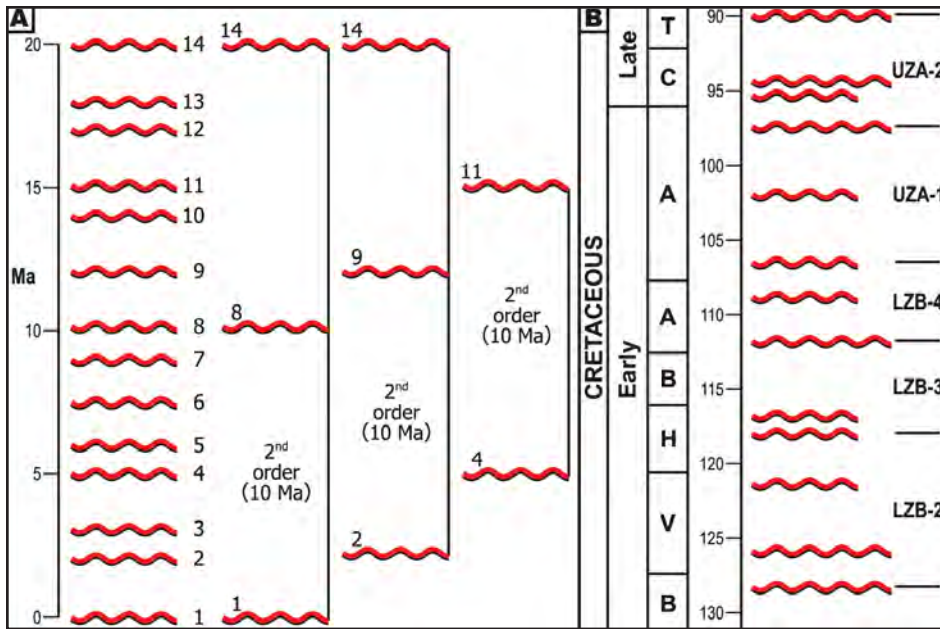 A
20
15
Ma
10
5
0
14
13
12
11
10
9
8
7
6
5
4
3
2
1
14
8
2nd
order
(10 Ma)
1
14
9
2nd
order
(10 Ma)
2
11
2nd
order
(10 Ma)
4
B
CRETACEOUS
Late
Early
T
C
A
A
B
H
V
B
90
95
100
105
110
115
120
125
130
UZA-2
UZA-1
LZB-4
LZB-3
LZB-2